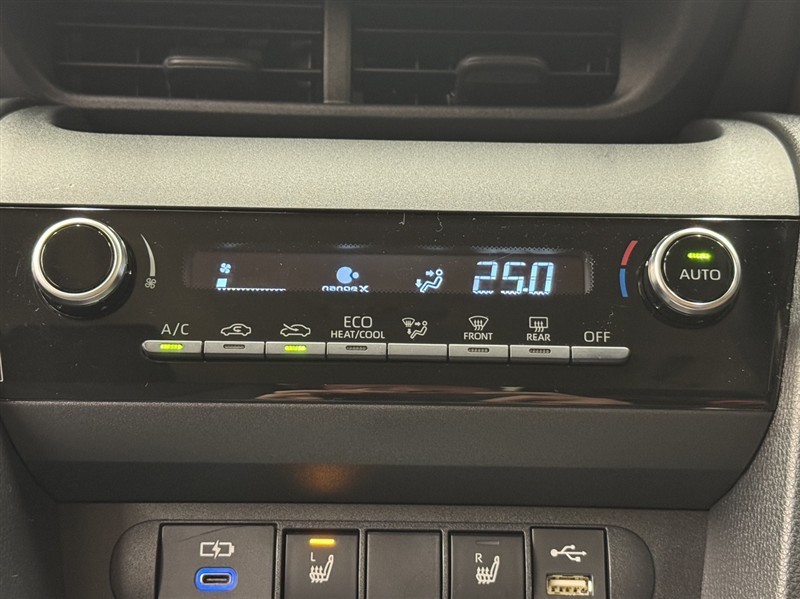 nanoe X
25.0
AUTO
A/C
ECO
HEAT/COOL
FRONT
REAR
OFF
L
R